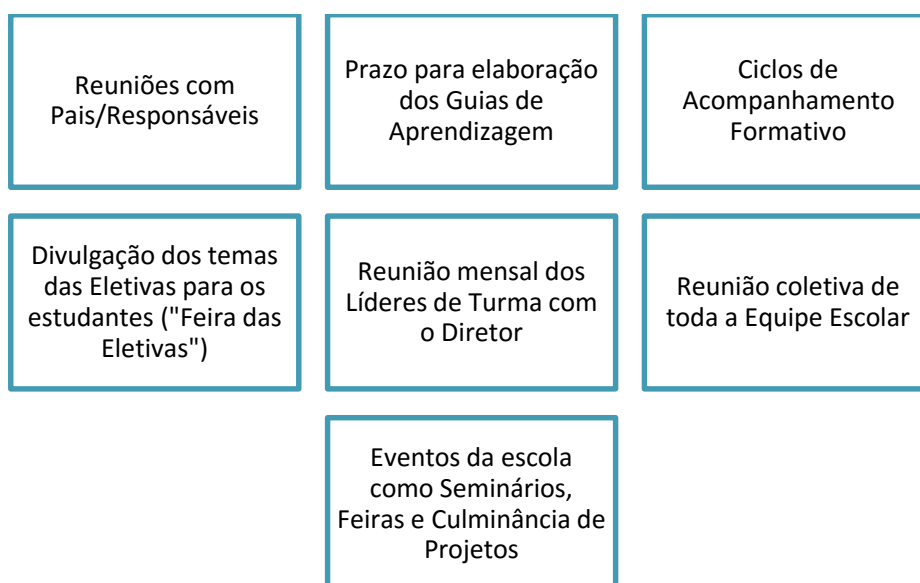 Reuniões com
Pais/Responsáveis
Prazo para elaboração
dos Guias de
Aprendizagem
Ciclos de
Acompanhamento
Formativo
Divulgação dos temas
das Eletivas para os
estudantes ("Feira das
Eletivas")
Reunião mensal dos
Líderes de Turma com
o Diretor
Reunião coletiva de
toda a Equipe Escolar
Eventos da escola
como Seminários,
Feiras e Culminância de
Projetos